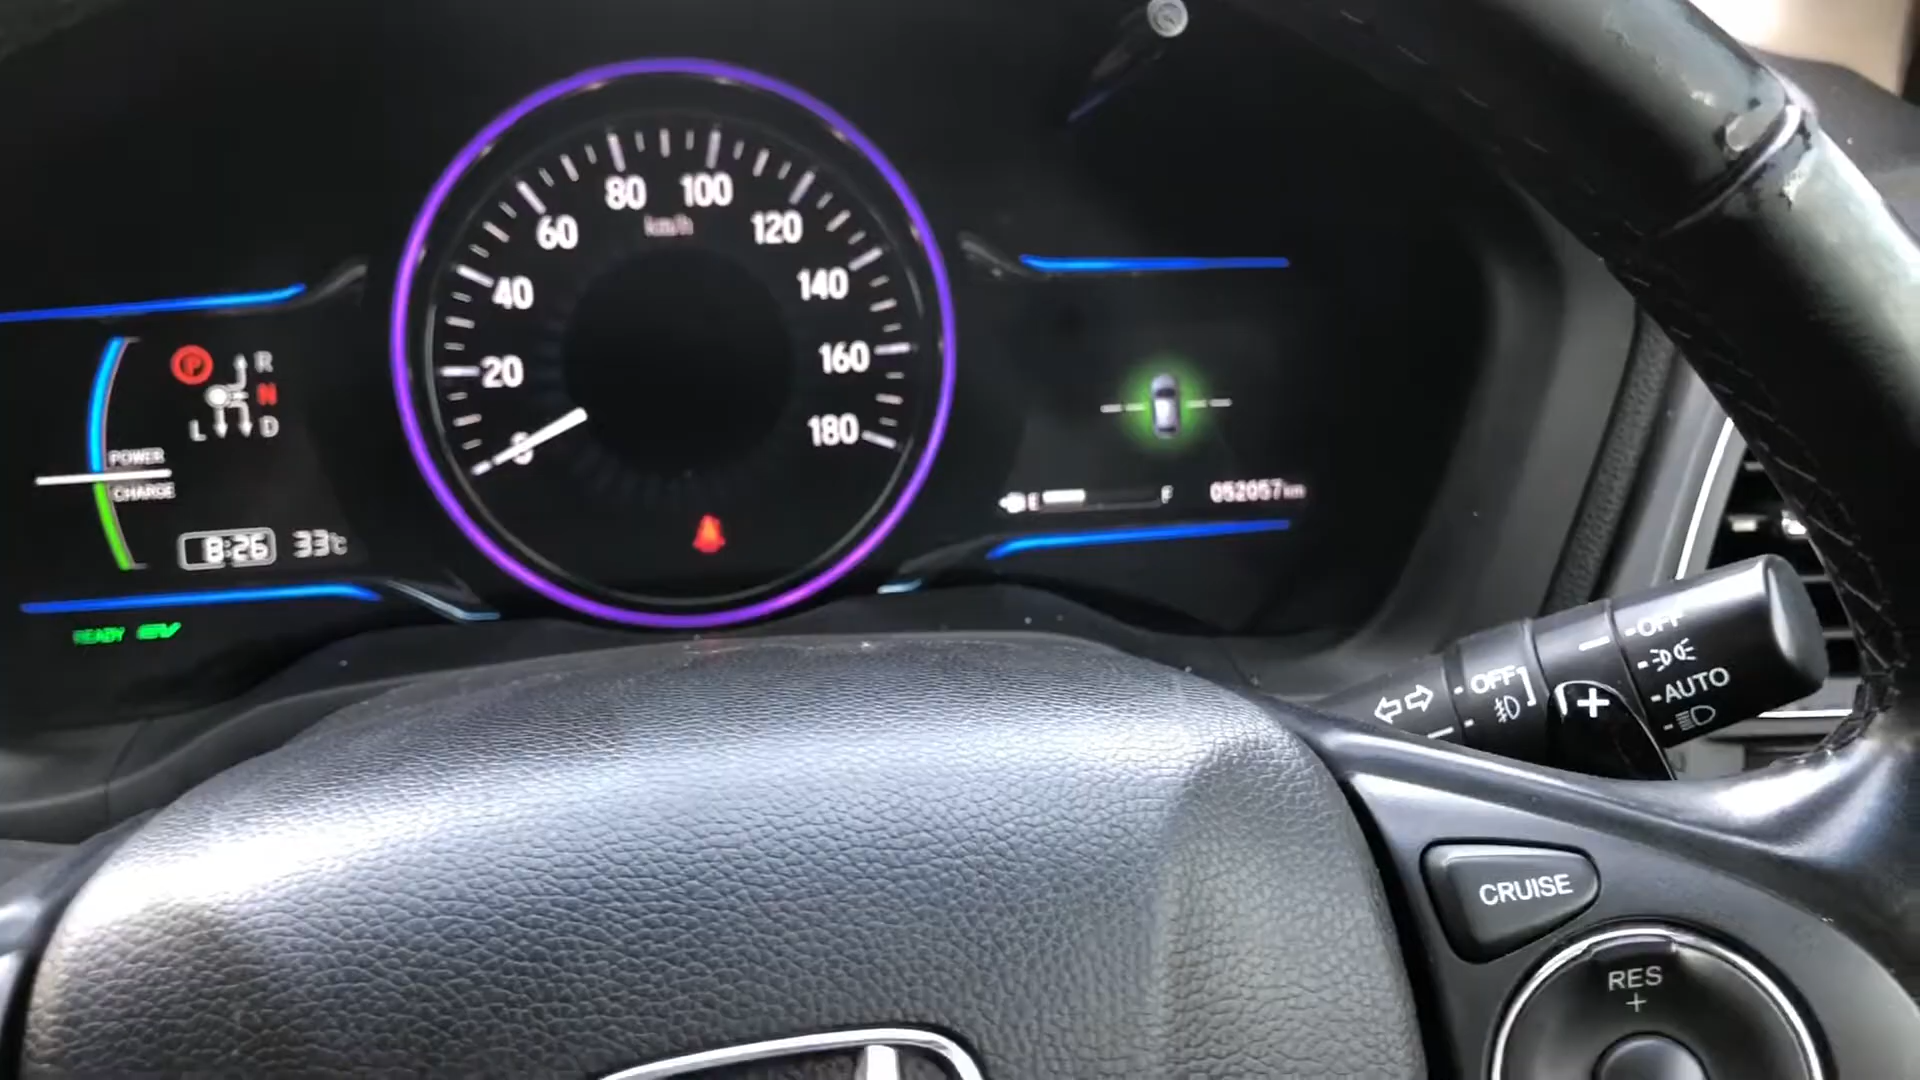 P
R
N
L
D
POWER
CHARGE
8:26
33℃
READY EV
0
20
40
60
80
100
120
140
160
180
km/h
E
F
052057km
OFF
OFF
AUTO
CRUISE
RES
+